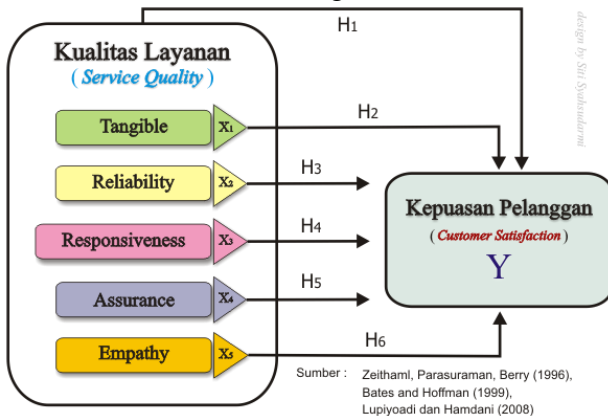 H1
Kualitas Layanan
( Service Quality )
Tangible X1
H2
Reliability X2
H3
Responsiveness X3
H4
Assurance X4
H5
Empathy X5
H6
Kepuasan Pelanggan
( Customer Satisfaction )
Y
design by Siti Syahsudarmi
Sumber : Zeithaml, Parasuraman, Berry (1996),
Bates and Hoffman (1999),
Lupiyoadi dan Hamdani (2008)